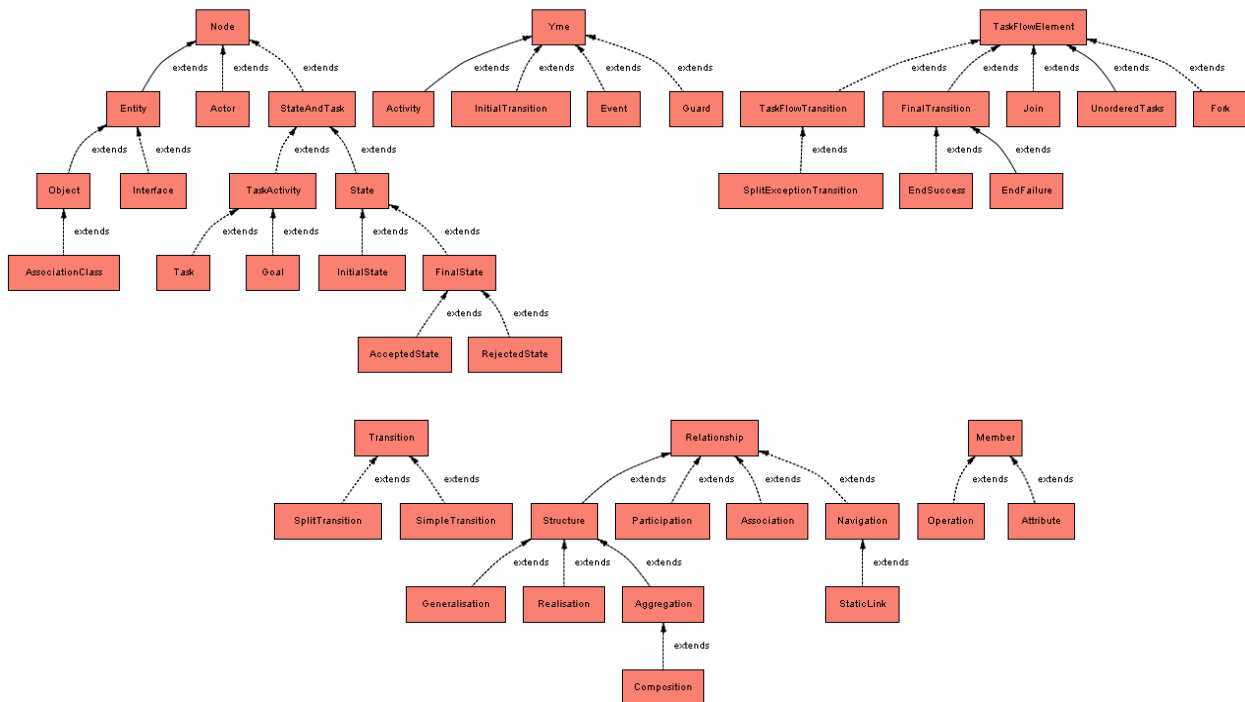 Node
Yme
TaskFlowElement
extends extends extends
extends extends extends extends
extends extends extends extends extends
Entity Actor StateAndTask
Activity InitialTransition Event Guard
TaskFlowTransition FinalTransition Join UnorderedTasks Fork
extends extends extends extends
extends extends extends
Object Interface TaskActivity State
SplitExceptionTransition EndSuccess EndFailure
extends extends extends extends extends
AssociationClass Task Goal InitialState FinalState
extends extends
AcceptedState RejectedState
Transition Relationship Member
extends extends extends extends extends extends extends extends
SplitTransition SimpleTransition Structure Participation Association Navigation Operation Attribute
extends extends extends extends
Generalisation Realisation Aggregation StaticLink
extends
Composition